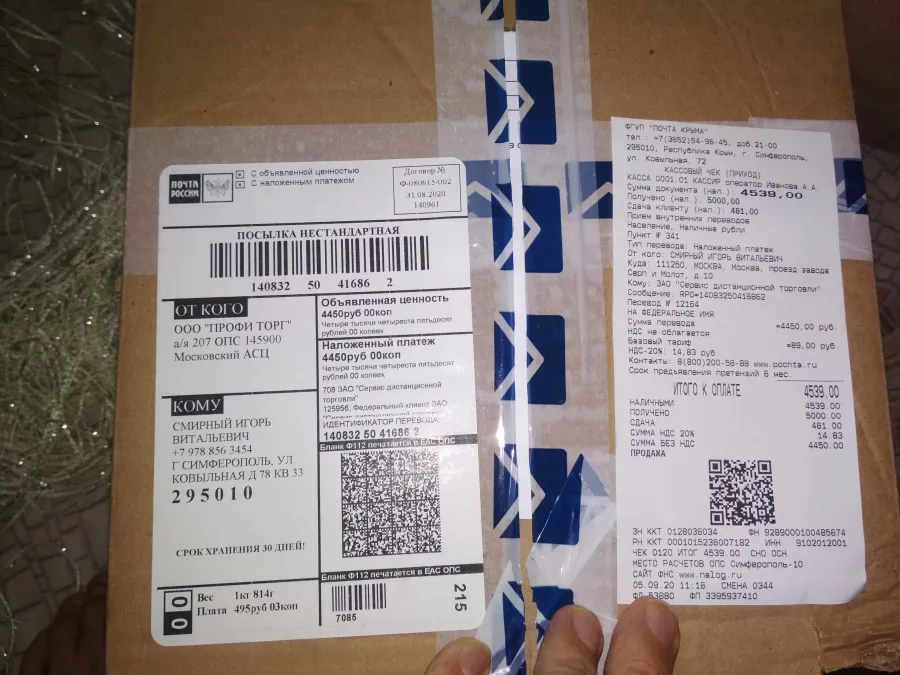 ПОЧТА РОССИИ
С объявленной ценностью
С наложенным платежом
Договор №
Ф-080615-002
31.08.2020
140961
ПОСЫЛКА НЕСТАНДАРТНАЯ
140832 50 41686 2
ОТ КОГО
ООО "ПРОФИ ТОРГ"
а/я 207 ОПС 145900
Московский АСЦ
КОМУ
СМИРНЫЙ ИГОРЬ
ВИТАЛЬЕВИЧ
+7 978 856 3454
Г СИМФЕРОПОЛЬ, УЛ
КОВЫЛЬНАЯ Д 78 КВ 33
295010
СРОК ХРАНЕНИЯ 30 ДНЕЙ!
Вес 1кг 814г
Плата 495руб 03коп
Объявленная ценность
4450руб 00коп
Четыре тысячи четыреста пятьдесят
рублей 00 копеек
Наложенный платеж
4450руб 00коп
Четыре тысячи четыреста пятьдесят
рублей 00 копеек
708 ЗАО "Сервис дистанционной
торговли"
125956, Федеральный клиент ЗАО
"Сервис дистанционной
ИДЕНТИФИКАТОР ПЕРЕВОДА:
140832 50 41686 2
Бланк Ф112 печатается в ЕАС ОПС
Бланк Ф112 печатается в ЕАС ОПС
7085
215
ФГУП "ПОЧТА КРЫМА"
тел.: +7(3652)54-96-45, доб.21-00
295010, Республика Крым, г. Симферополь,
ул. Ковыльная, 72
КАССОВЫЙ ЧЕК (ПРИХОД)
КАССА 0001.01 КАССИР оператор Иванова А.А.
Сумма документа (нал.): 4539,00
Получено (нал.): 5000,00
Сдача клиенту (нал.): 461,00
Прием внутренних переводов
Население, Наличные рубли
Пункт № 341
Тип перевода: Наложенный платеж
От кого: СМИРНЫЙ ИГОРЬ ВИТАЛЬЕВИЧ
Куда: 111250, МОСКВА, Москва, проезд завода
Серп и Молот, д.10
Кому: ЗАО "Сервис дистанционной торговли"
Сообщение: RPO=14083250416862
Перевод № 12164
НА ФЕДЕРАЛЬНОЕ ИМЯ
Сумма перевода =4450,00 руб.
НДС не облагается
Базовый тариф =89,00 руб.
НДС-20%: 14,83 руб
Контакты: 8(800)200-58-88 www.pochta.ru
Срок предъявления претензий 6 мес.
ИТОГО К ОПЛАТЕ 4539.00
НАЛИЧНЫМИ 4539.00
ПОЛУЧЕНО 5000.00
СДАЧА 461.00
СУММА НДС 20% 14.83
СУММА БЕЗ НДС 4450.00
ПРОДАЖА
ЗН ККТ 0128036034 ФН 9289000100485674
РН ККТ 0001015236007182 ИНН 9102012001
ЧЕК 0120 ИТОГ 4539.00 СНО ОСН
МЕСТО РАСЧЕТОВ ОПС Симферополь-10
САЙТ ФНС www.nalog.ru
05.09.20 11:16 СМЕНА 0344
ФД 53880 ФП 3395937410